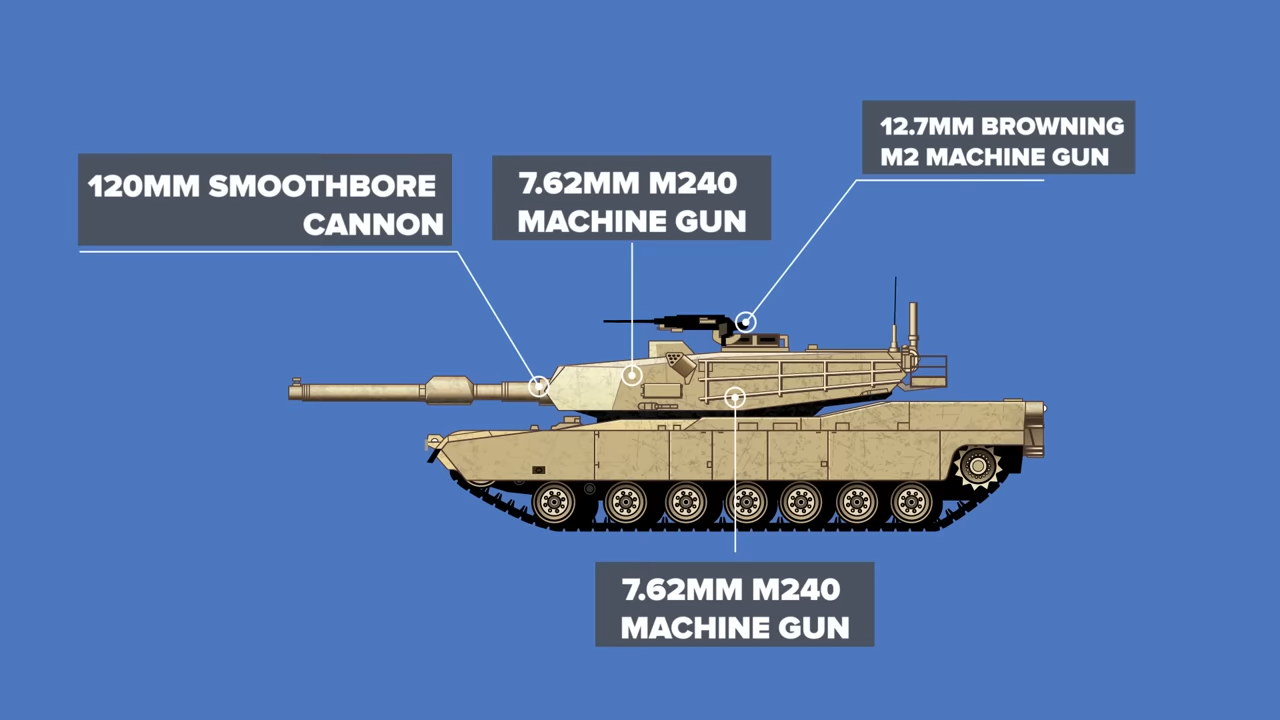 120MM SMOOTHBORE
CANNON
7.62MM M240
MACHINE GUN
12.7MM BROWNING
M2 MACHINE GUN
7.62MM M240
MACHINE GUN